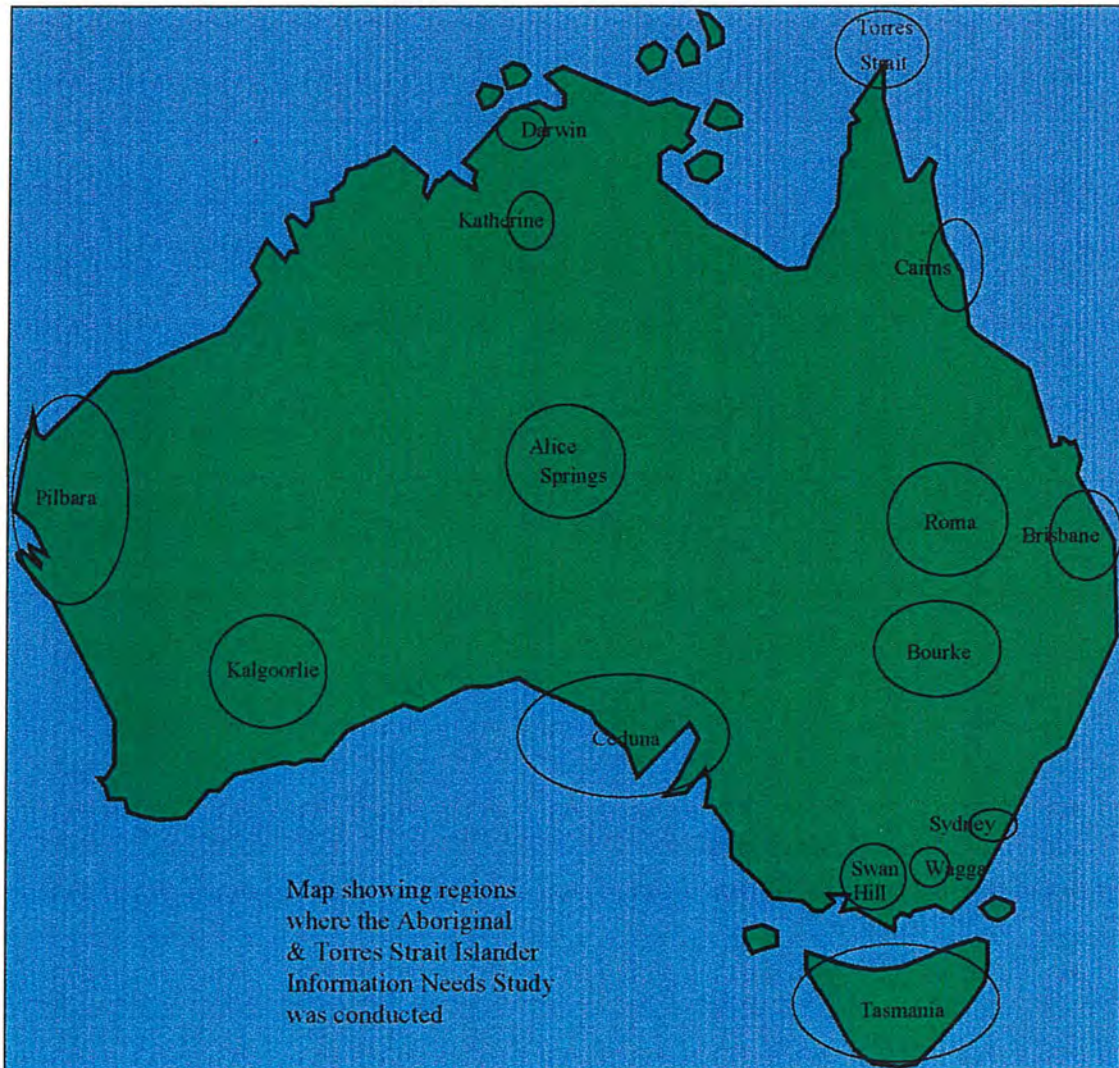 Torres
Strait
Darwin
Katherine
Cairns
Alice
Springs
Pilbara
Roma
Brisbane
Kalgoorlie
Bourke
Ceduna
Sydney
Swan
Hill
Wagga
Map showing regions
where the Aboriginal
& Torres Strait Islander
Information Needs Study
was conducted
Tasmania